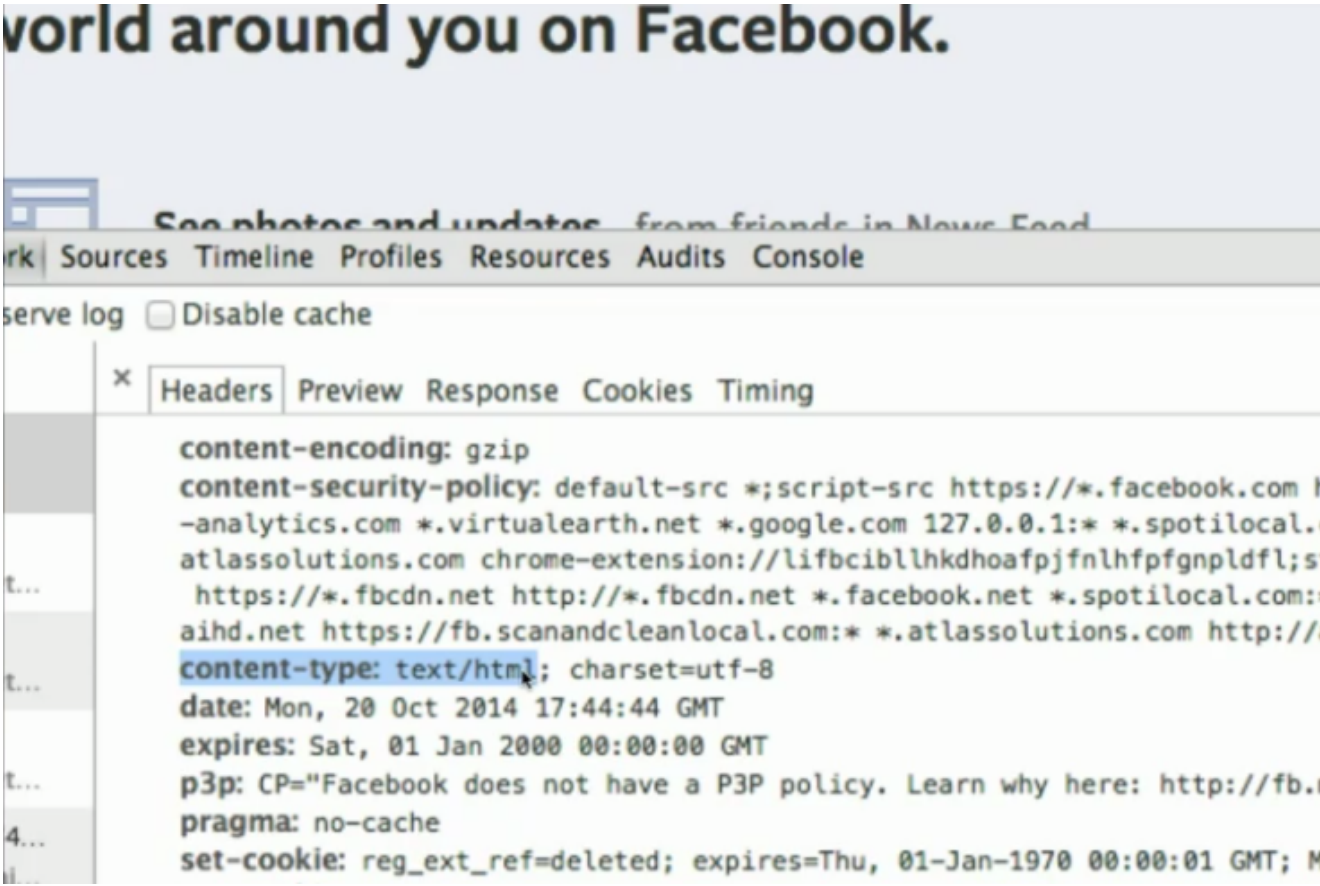 world around you on Facebook.
See photos and updates from friends in News Feed
rk Sources Timeline Profiles Resources Audits Console
serve log Disable cache
× Headers Preview Response Cookies Timing
content-encoding: gzip
content-security-policy: default-src *;script-src https://*.facebook.com h
-analytics.com *.virtualearth.net *.google.com 127.0.0.1:* *.spotilocal.
atlassolutions.com chrome-extension://lifbcibllhkdhoafpjfnlhfpfgnpldfl;s
t...
https://*.fbcdn.net http://*.fbcdn.net *.facebook.net *.spotilocal.com:
aihd.net https://fb.scanandcleanlocal.com:* *.atlassolutions.com http://
content-type: text/html; charset=utf-8
t...
date: Mon, 20 Oct 2014 17:44:44 GMT
expires: Sat, 01 Jan 2000 00:00:00 GMT
t...
p3p: CP="Facebook does not have a P3P policy. Learn why here: http://fb.
pragma: no-cache
4...
set-cookie: reg_ext_ref=deleted; expires=Thu, 01-Jan-1970 00:00:01 GMT; M